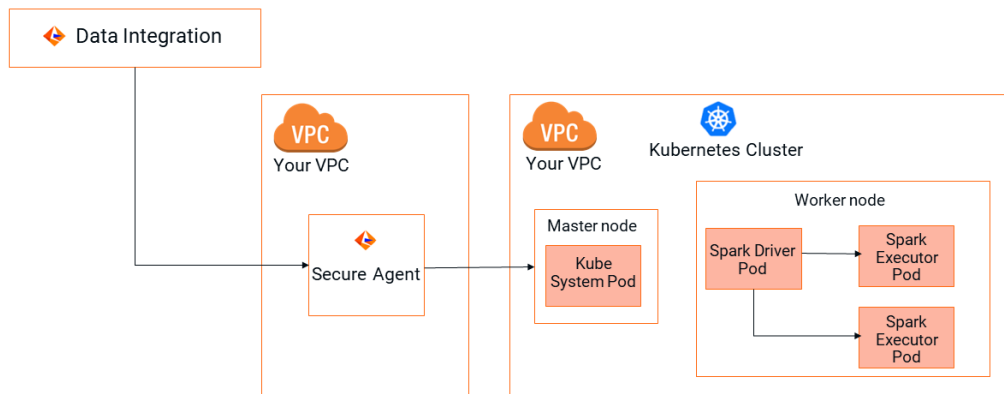 Data Integration
VPC
Your VPC
Secure Agent
VPC
Your VPC
Kubernetes Cluster
Master node
Kube
System Pod
Worker node
Spark Driver
Pod
Spark
Executor
Pod
Spark
Executor
Pod